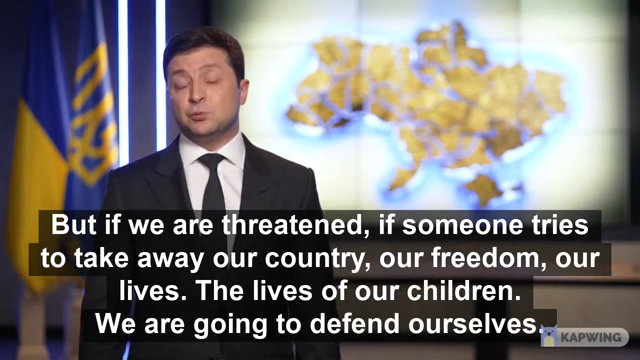 But if we are threatened, if someone tries
to take away our country, our freedom, our
lives. The lives of our children.
We are going to defend ourselves.
KAPWING